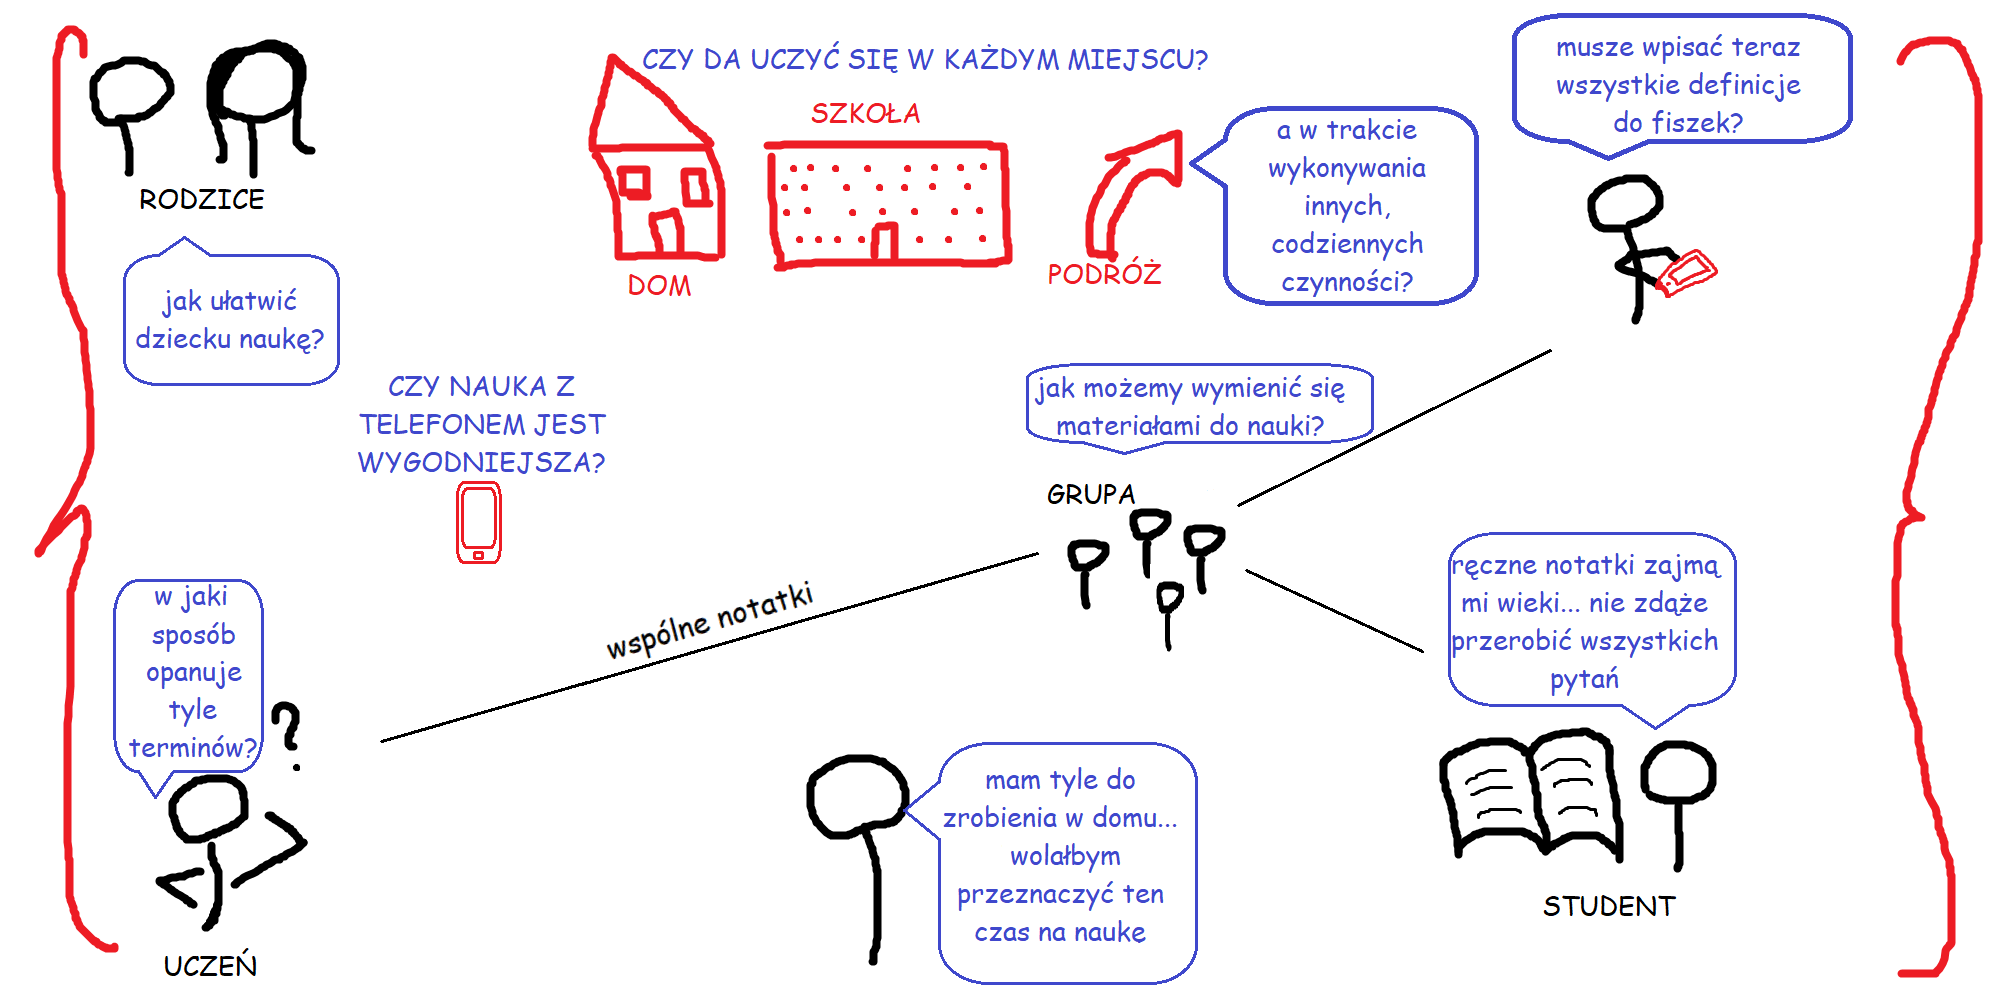 CZY DA UCZYĆ SIĘ W KAŻDYM MIEJSCU?
SZKOŁA
DOM
PODRÓŻ
a w trakcie
wykonywania
innych,
codziennych
czynności?
musze wpisać teraz
wszystkie definicje
do fiszek?
RODZICE
jak ułatwić
dziecku naukę?
CZY NAUKA Z
TELEFONEM JEST
WYGODNIEJSZA?
jak możemy wymienić się
materiałami do nauki?
GRUPA
wspólne notatki
ręczne notatki zajmą
mi wieki... nie zdąże
przerobić wszystkich
pytań
STUDENT
w jaki
sposób
opanuje
tyle
terminów?
?
UCZEŃ
mam tyle do
zrobienia w domu...
wolałbym
przeznaczyć ten
czas na naukę